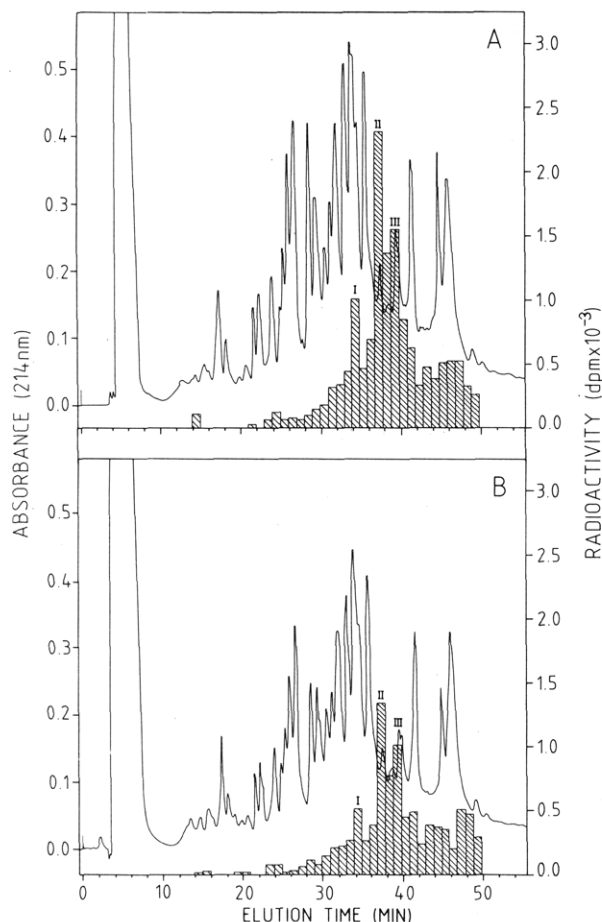 A
0.5
0.4
0.3
0.2
0.1
0.0
3.0
2.5
2.0
1.5
1.0
0.5
0.0
I
II
III
B
0.5
0.4
0.3
0.2
0.1
0.0
3.0
2.5
2.0
1.5
1.0
0.5
0.0
I
II
III
0 10 20 30 40 50
ELUTION TIME (MIN)
ABSORBANCE (214nm)
RADIOACTIVITY (dpmx10⁻³)